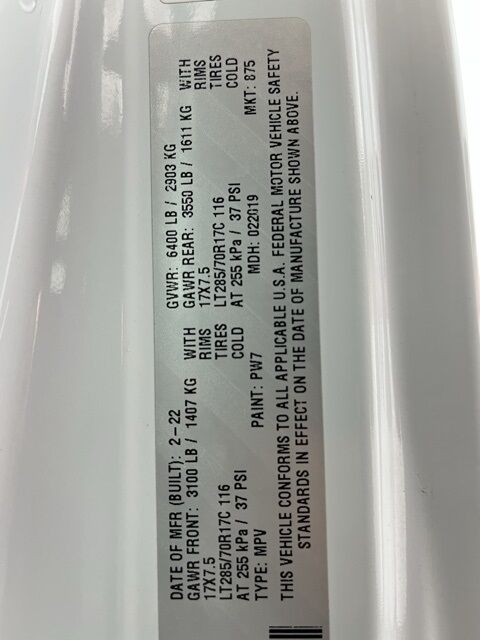 DATE OF MFR (BUILT): 2-22 GVWR: 6400 LB / 2903 KG
GAWR FRONT: 3100 LB / 1407 KG WITH GAWR REAR: 3550 LB / 1611 KG WITH
17X7.5 RIMS 17X7.5 RIMS
LT285/70R17C 116 TIRES LT285/70R17C 116 TIRES
AT 255 kPa / 37 PSI COLD AT 255 kPa / 37 PSI COLD
TYPE: MPV PAINT: PW7 MDH: 022019 MKT: 875
THIS VEHICLE CONFORMS TO ALL APPLICABLE U.S.A. FEDERAL MOTOR VEHICLE SAFETY
STANDARDS IN EFFECT ON THE DATE OF MANUFACTURE SHOWN ABOVE.